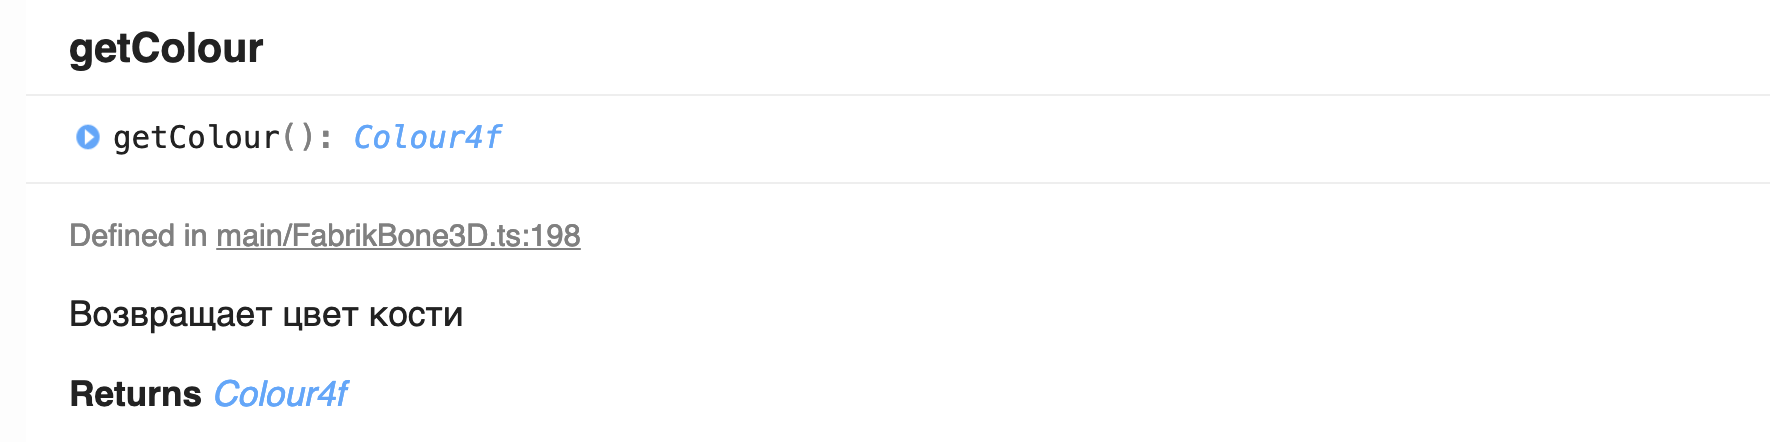 getColour
getColour(): Colour4f
Defined in main/FabrikBone3D.ts:198
Возвращает цвет кости
Returns Colour4f